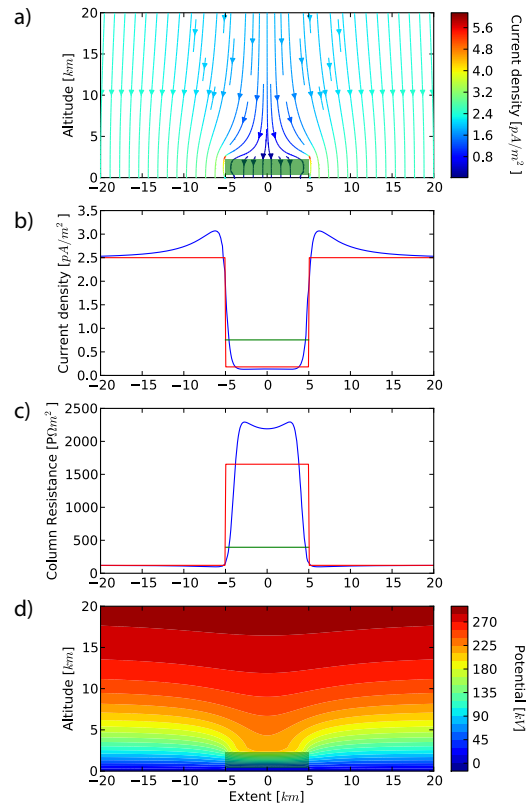 a)
20
15
10
5
0
Altitude [km]
−20 −15 −10 −5 0 5 10 15 20
5.6
4.8
4.0
3.2
2.4
1.6
0.8
Current density [pA/m²]
b)
3.5
3.0
2.5
2.0
1.5
1.0
0.5
0.0
Current density [pA/m²]
−20 −15 −10 −5 0 5 10 15 20
c)
2500
2000
1500
1000
500
0
Column Resistance [PΩm²]
−20 −15 −10 −5 0 5 10 15 20
d)
20
15
10
5
0
Altitude [km]
−20 −15 −10 −5 0 5 10 15 20
Extent [km]
270
225
180
135
90
45
0
Potential [kV]